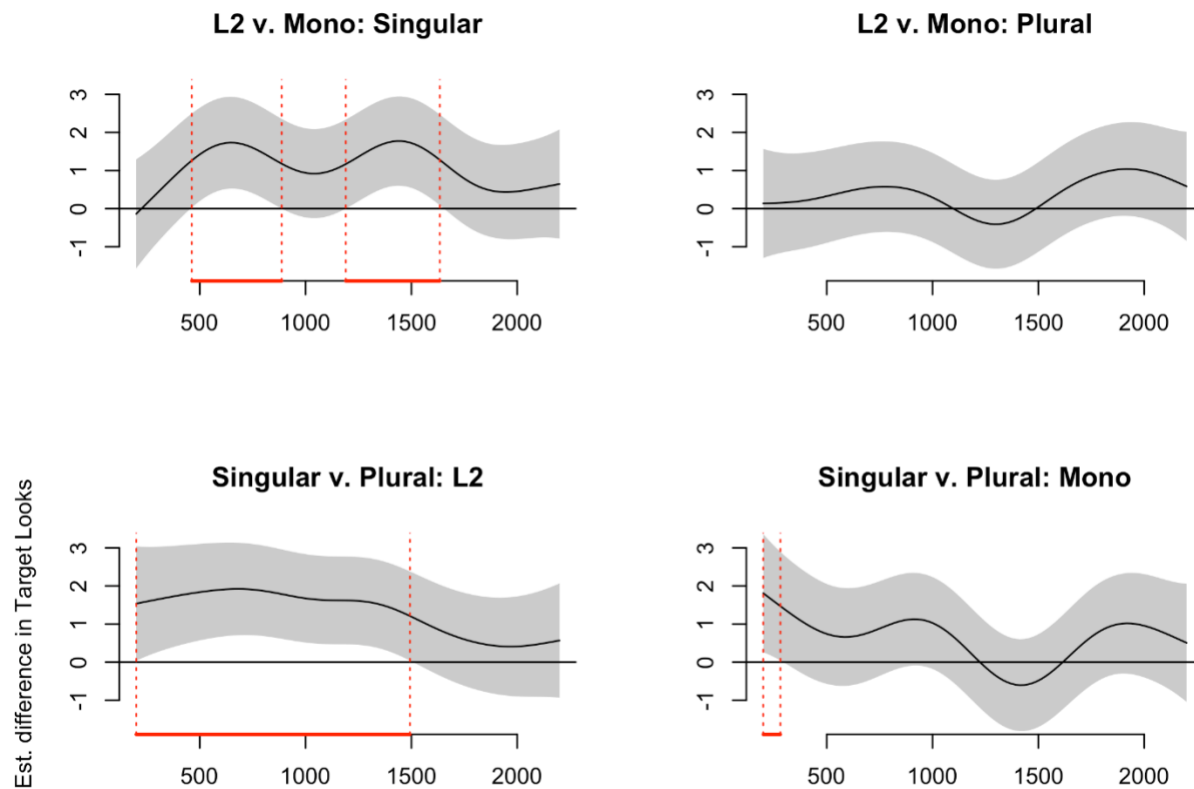 L2 v. Mono: Singular
3
2
1
0
-1
500 1000 1500 2000
L2 v. Mono: Plural
3
2
1
0
-1
500 1000 1500 2000
Est. difference in Target Looks
Singular v. Plural: L2
3
2
1
0
-1
500 1000 1500 2000
Singular v. Plural: Mono
3
2
1
0
-1
500 1000 1500 2000